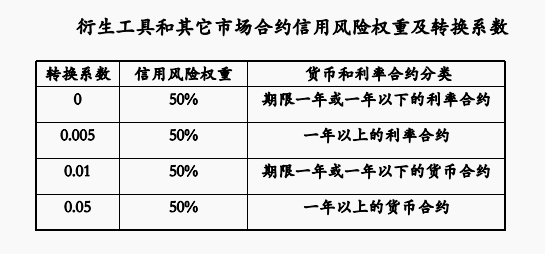 衍生工具和其它市场合约信用风险权重及转换系数
转换系数 信用风险权重 货币和利率合约分类
0 50% 期限一年或一年以下的利率合约
0.005 50% 一年以上的利率合约
0.01 50% 期限一年或一年以下的货币合约
0.05 50% 一年以上的货币合约